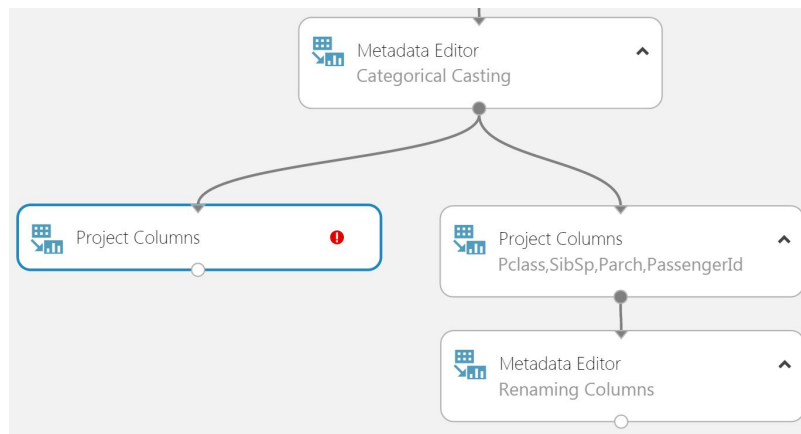 Metadata Editor
Categorical Casting
Project Columns
Project Columns
Pclass,SibSp,Parch,PassengerId
Metadata Editor
Renaming Columns